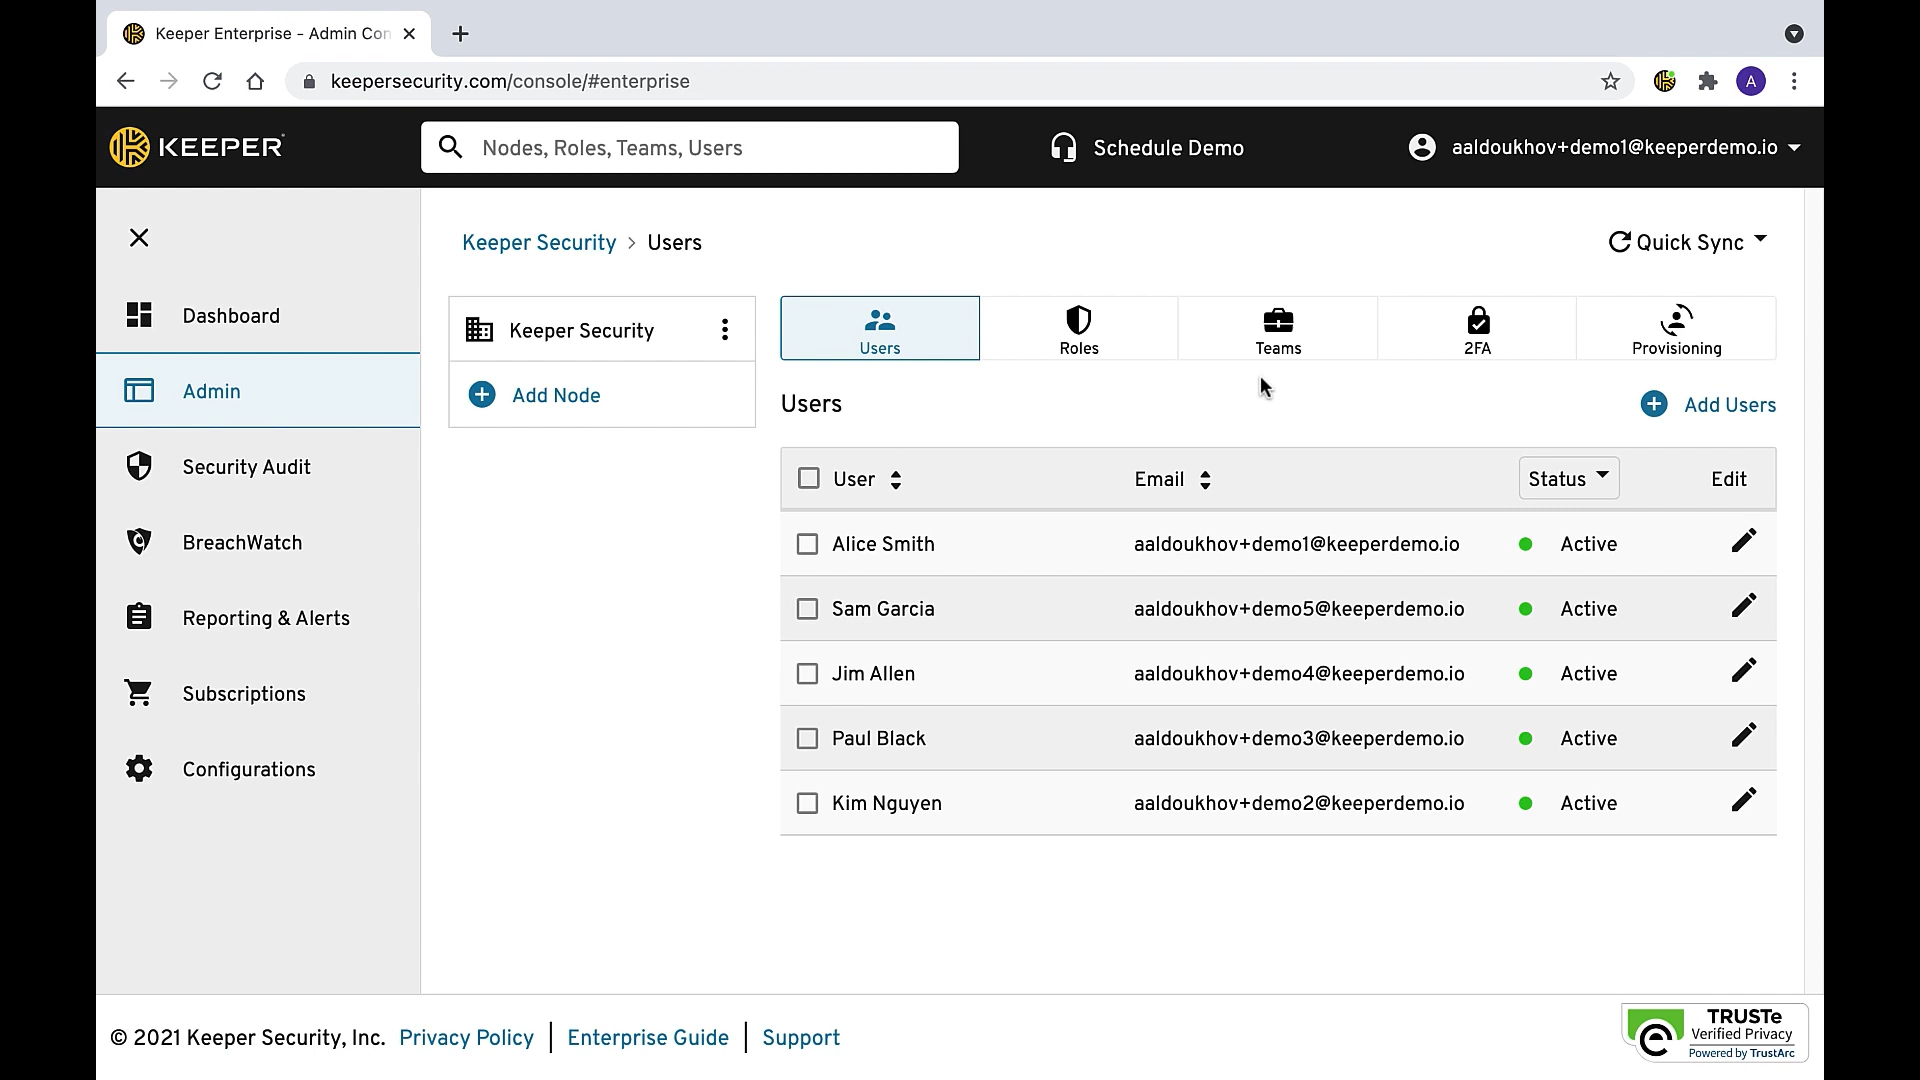 Keeper Enterprise - Admin Con
keepersecurity.com/console/#enterprise
A
KEEPER
Nodes, Roles, Teams, Users
Schedule Demo
aaldoukhov+demo1@keeperdemo.io
Keeper Security > Users
Quick Sync
Dashboard
Admin
Security Audit
BreachWatch
Reporting & Alerts
Subscriptions
Configurations
Keeper Security
Add Node
Users
Roles
Teams
2FA
Provisioning
Users
Add Users
User Email Status Edit
Alice Smith aaldoukhov+demo1@keeperdemo.io Active
Sam Garcia aaldoukhov+demo5@keeperdemo.io Active
Jim Allen aaldoukhov+demo4@keeperdemo.io Active
Paul Black aaldoukhov+demo3@keeperdemo.io Active
Kim Nguyen aaldoukhov+demo2@keeperdemo.io Active
© 2021 Keeper Security, Inc. Privacy Policy | Enterprise Guide | Support
TRUSTe
Verified Privacy
Powered by TrustArc